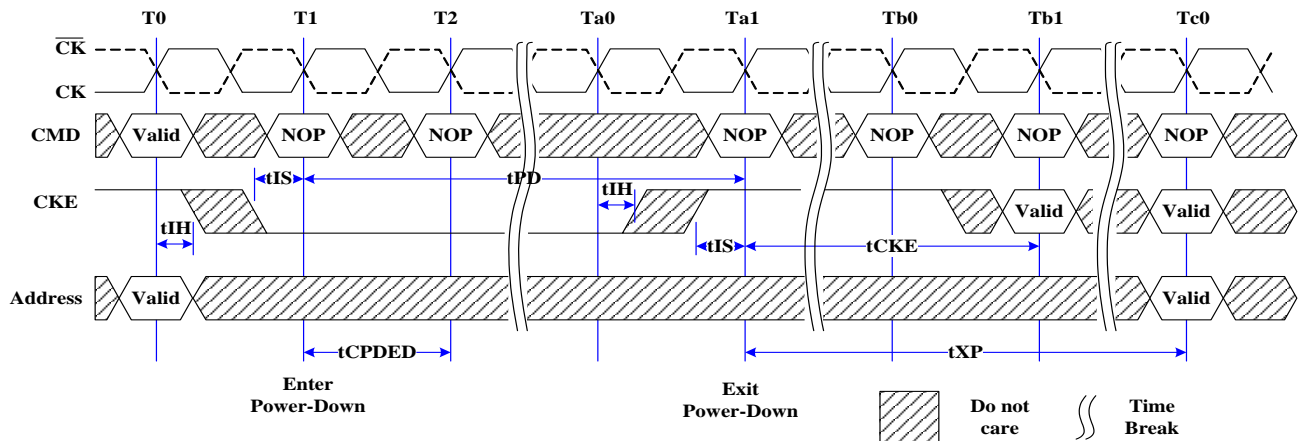 T0 T1 T2 Ta0 Ta1 Tb0 Tb1 Tc0
CK
CK
CMD Valid NOP NOP NOP NOP NOP NOP
tIS tPD tIH
CKE Valid Valid
tIH tIS tCKE
Address Valid Valid
tCPDED tXP
Enter
Power-Down
Exit
Power-Down
Do not
care
Time
Break